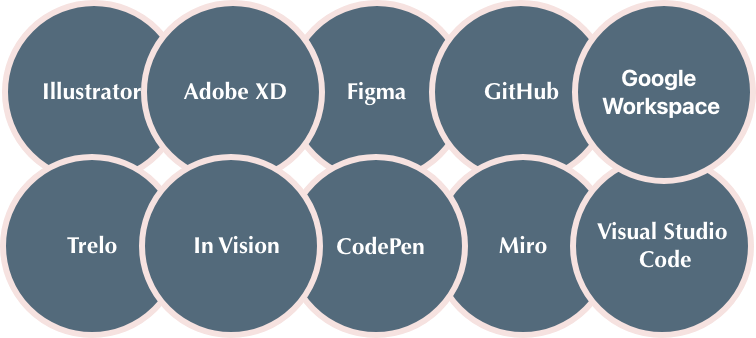 Illustrator
Adobe XD
Figma
GitHub
Google
Workspace
Trelo
In Vision
CodePen
Miro
Visual Studio
Code